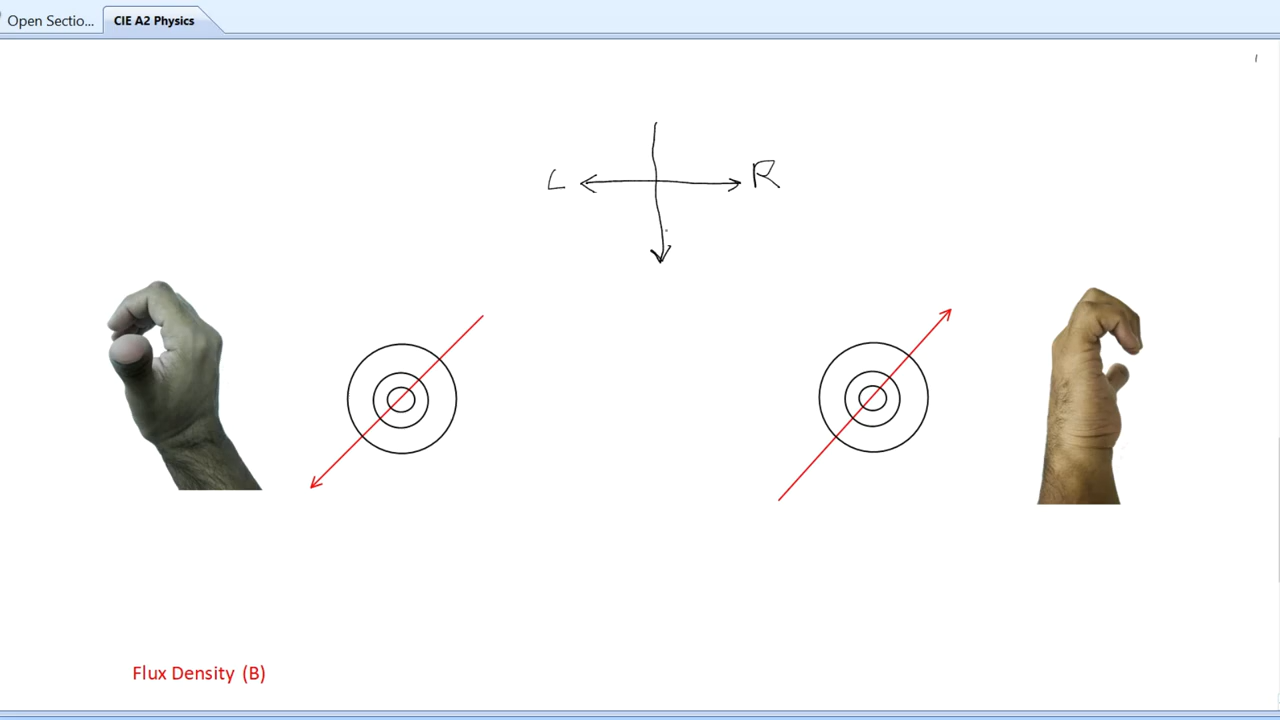 Open Sectio...
CIE A2 Physics
L
R
Flux Density (B)